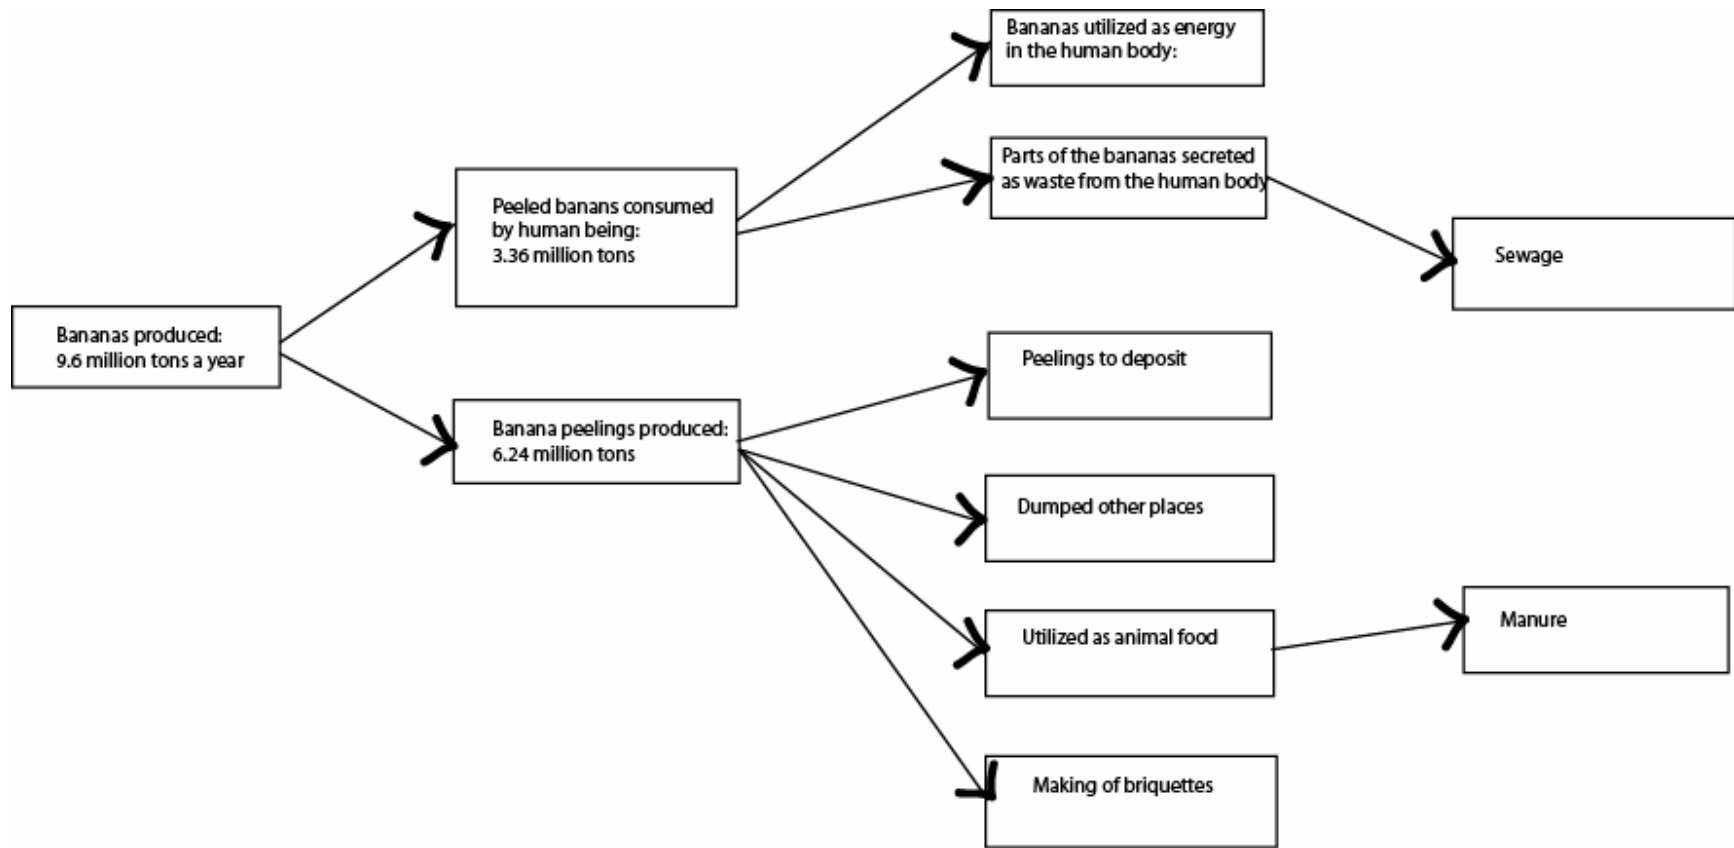 Bananas utilized as energy
in the human body:
Parts of the bananas secreted
as waste from the human body
Peeled banans consumed
by human being:
3.36 million tons
Sewage
Bananas produced:
9.6 million tons a year
Peelings to deposit
Banana peelings produced:
6.24 million tons
Dumped other places
Utilized as animal food
Manure
Making of briquettes